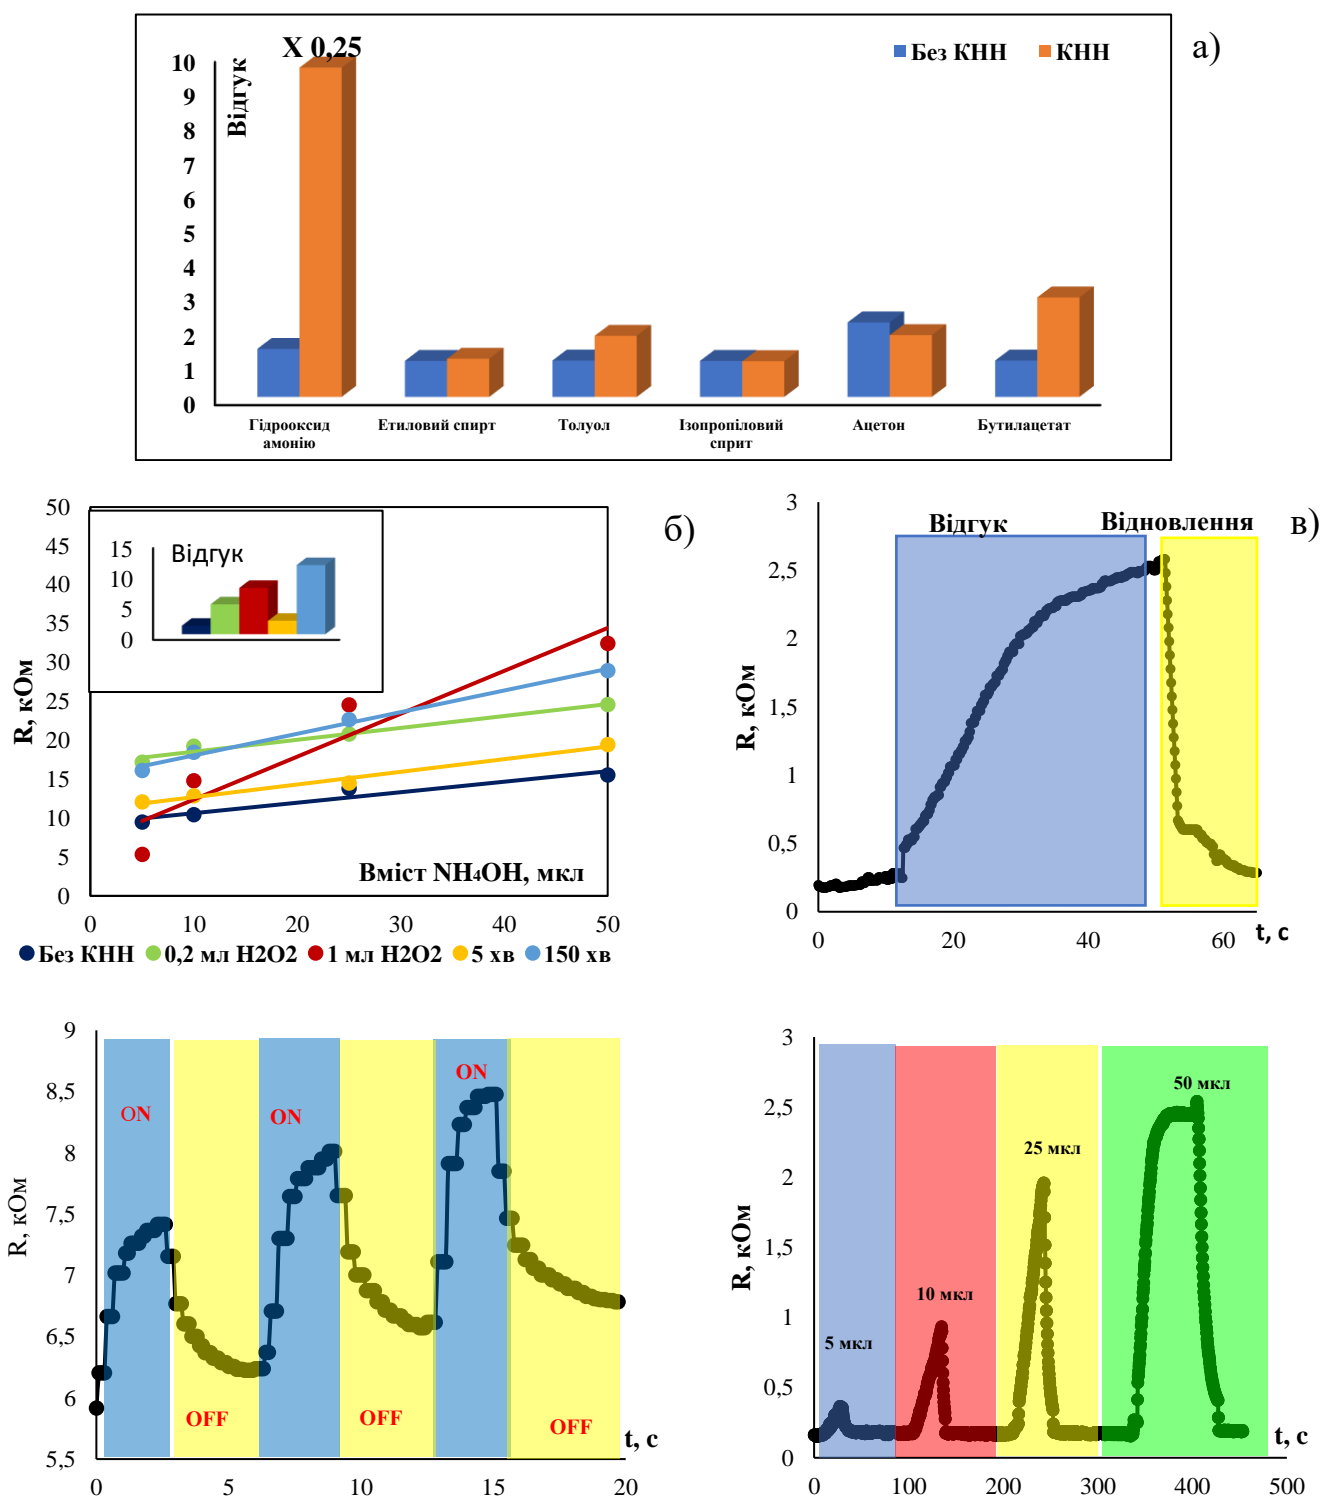 а)
X 0,25
Без КНН
КНН
Відгук
10
9
8
7
6
5
4
3
2
1
0
Гідрооксид
амонію
Етиловий спирт
Толуол
Ізопропіловий
сприт
Ацетон
Бутилацетат
б)
50
45
40
35
30
25
20
15
10
5
0
R, кОм
15
10
5
0
Відгук
Вміст NH4OH, мкл
0
10
20
30
40
50
Без КНН
0,2 мл H2O2
1 мл H2O2
5 хв
150 хв
в)
Відгук
Відновлення
3
2,5
2
1,5
1
0,5
0
R, кОм
0
20
40
60
t, с
9
8,5
8
7,5
7
6,5
6
5,5
R, кОм
ON
ON
ON
OFF
OFF
OFF
t, с
0
5
10
15
20
3
2,5
2
1,5
1
0,5
0
R, кОм
5 мкл
10 мкл
25 мкл
50 мкл
t, с
0
100
200
300
400
500